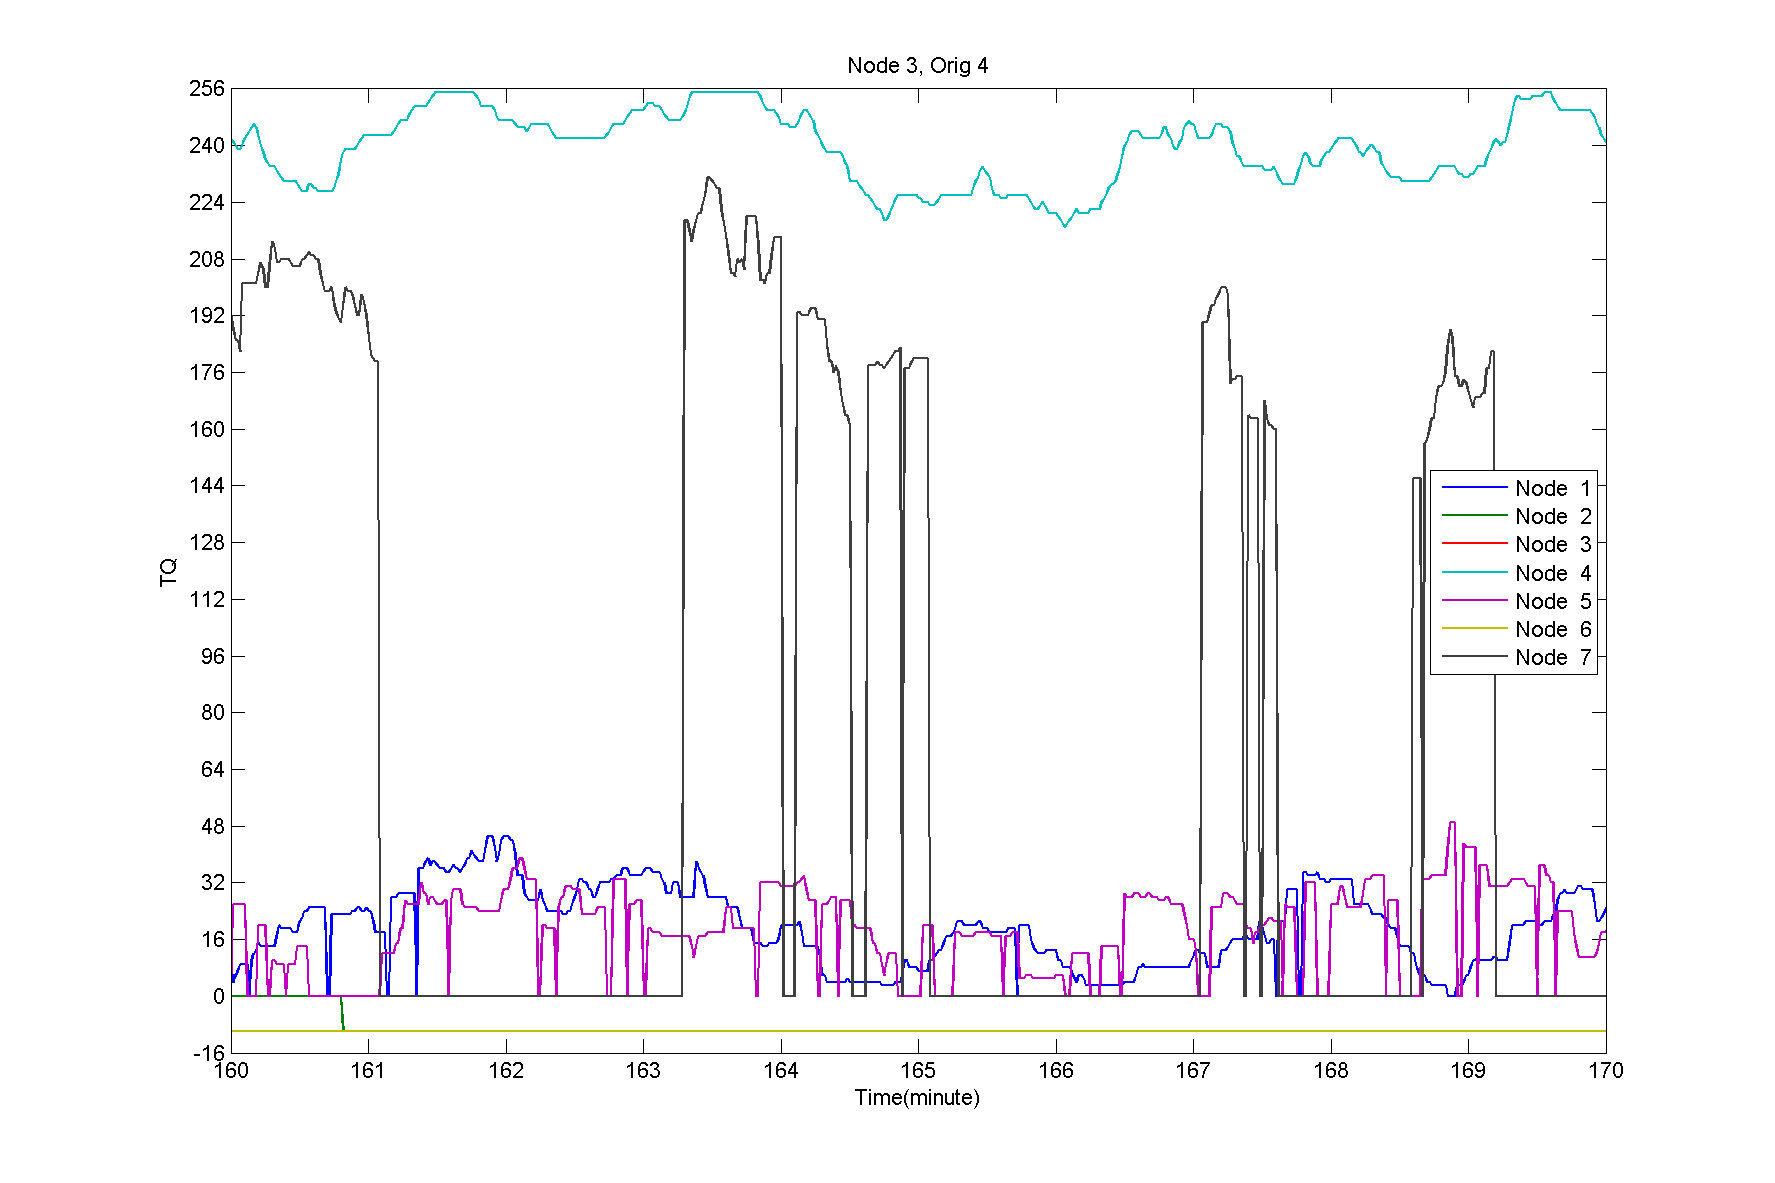 Node 3, Orig 4
256
240
224
208
192
176
160
144
128
112
96
80
64
48
32
16
0
-16
TQ
Node 1
Node 2
Node 3
Node 4
Node 5
Node 6
Node 7
160 161 162 163 164 165 166 167 168 169 170
Time(minute)